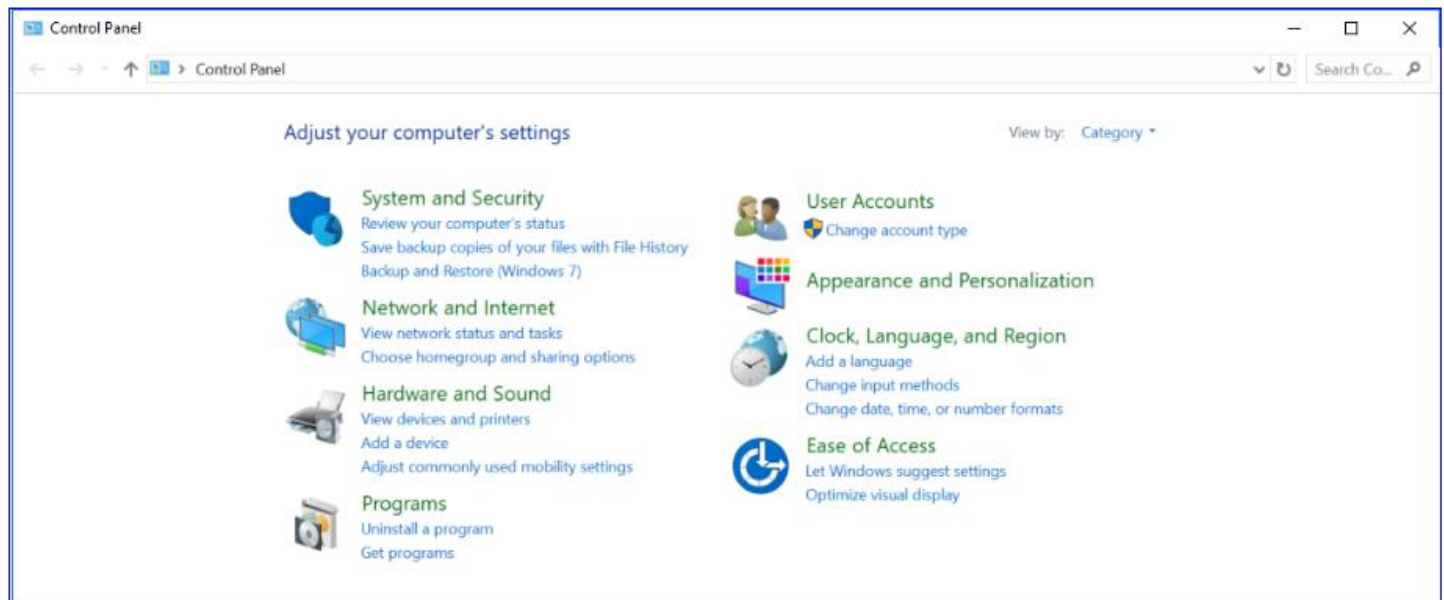 Control Panel
Control Panel
Search Co...
Adjust your computer's settings
View by: Category
System and Security
Review your computer's status
Save backup copies of your files with File History
Backup and Restore (Windows 7)
Network and Internet
View network status and tasks
Choose homegroup and sharing options
Hardware and Sound
View devices and printers
Add a device
Adjust commonly used mobility settings
Programs
Uninstall a program
Get programs
User Accounts
Change account type
Appearance and Personalization
Clock, Language, and Region
Add a language
Change input methods
Change date, time, or number formats
Ease of Access
Let Windows suggest settings
Optimize visual display